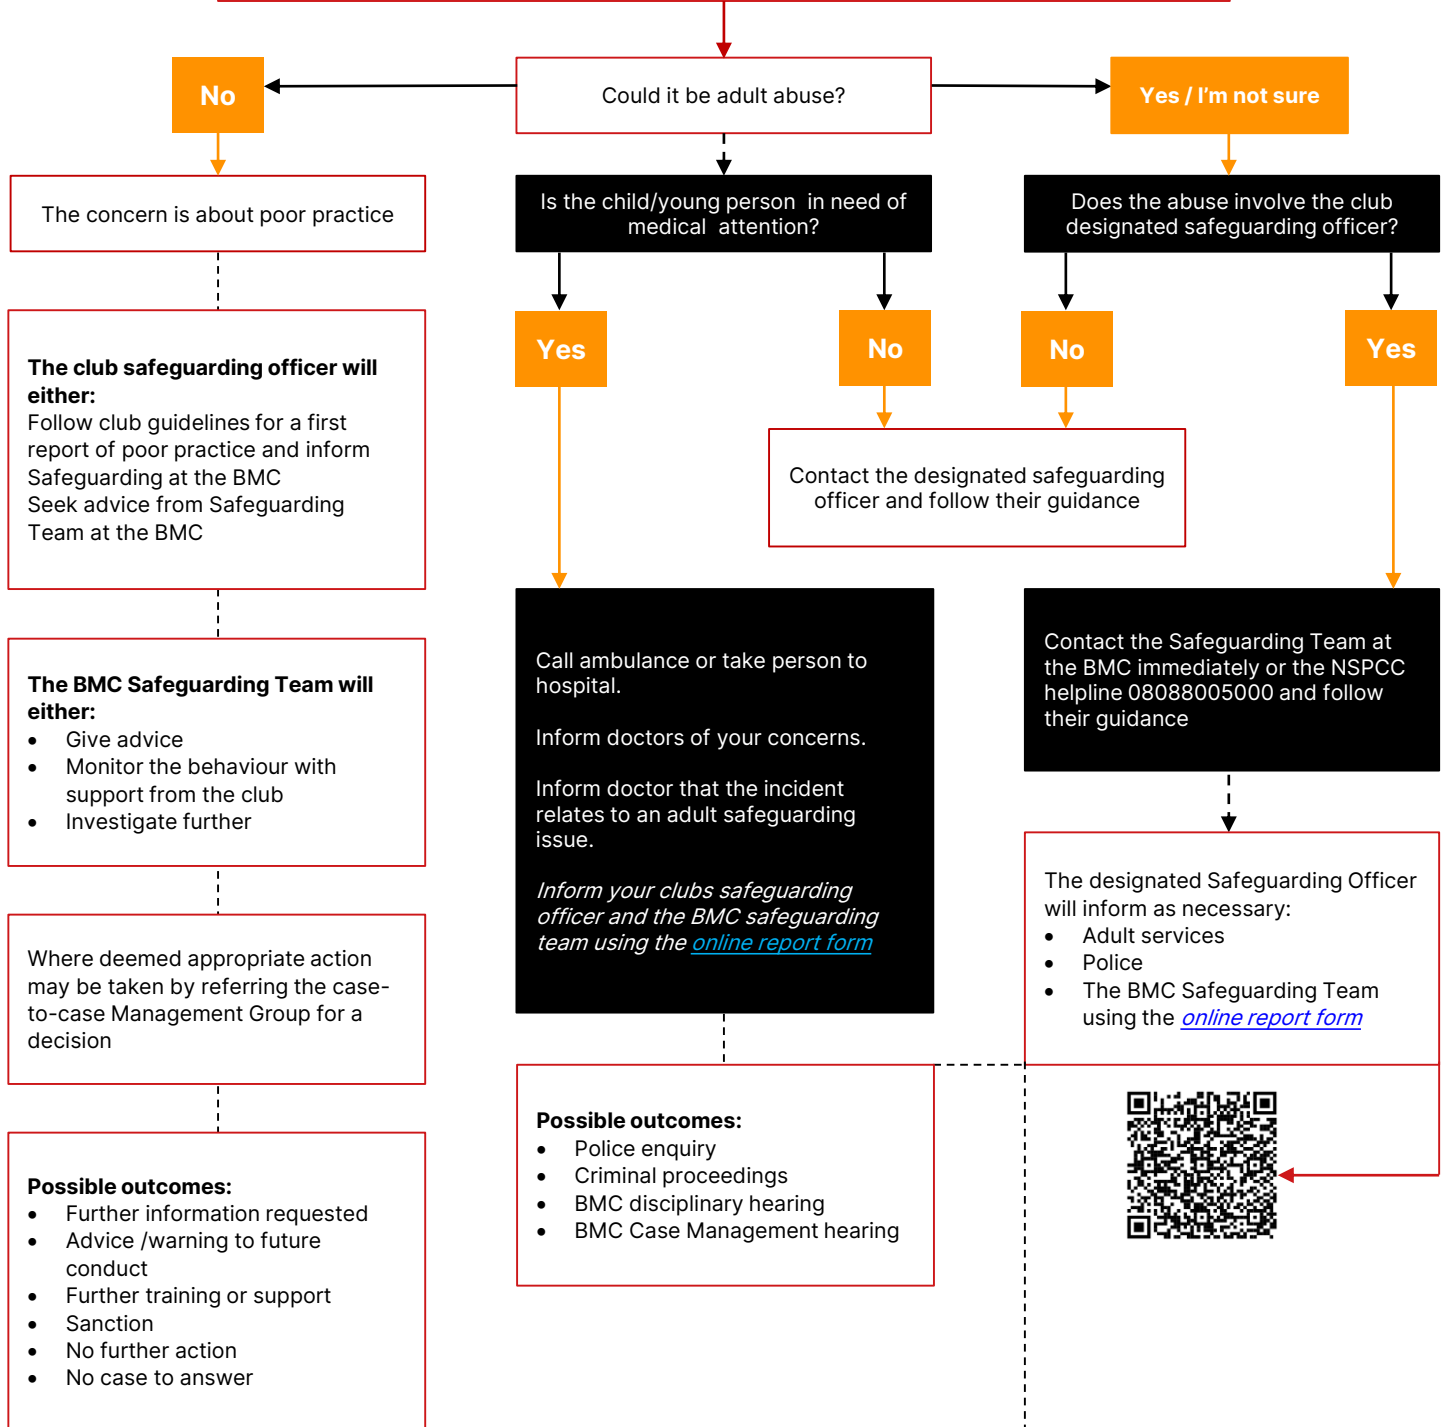 Could it be adult abuse?
No
Yes / I'm not sure
The concern is about poor practice
Is the child/young person in need of
medical attention?
Does the abuse involve the club
designated safeguarding officer?
Yes
No
No
Yes
The club safeguarding officer will
either:
Follow club guidelines for a first
report of poor practice and inform
Safeguarding at the BMC
Seek advice from Safeguarding
Team at the BMC
Contact the designated safeguarding
officer and follow their guidance
The BMC Safeguarding Team will
either:
• Give advice
• Monitor the behaviour with
support from the club
• Investigate further
Call ambulance or take person to
hospital.
Inform doctors of your concerns.
Inform doctor that the incident
relates to an adult safeguarding
issue.
Inform your clubs safeguarding
officer and the BMC safeguarding
team using the online report form
Contact the Safeguarding Team at
the BMC immediately or the NSPCC
helpline 08088005000 and follow
their guidance
The designated Safeguarding Officer
will inform as necessary:
• Adult services
• Police
• The BMC Safeguarding Team
using the online report form
Where deemed appropriate action
may be taken by referring the case-
to-case Management Group for a
decision
Possible outcomes:
• Further information requested
• Advice /warning to future
conduct
• Further training or support
• Sanction
• No further action
• No case to answer
Possible outcomes:
• Police enquiry
• Criminal proceedings
• BMC disciplinary hearing
• BMC Case Management hearing